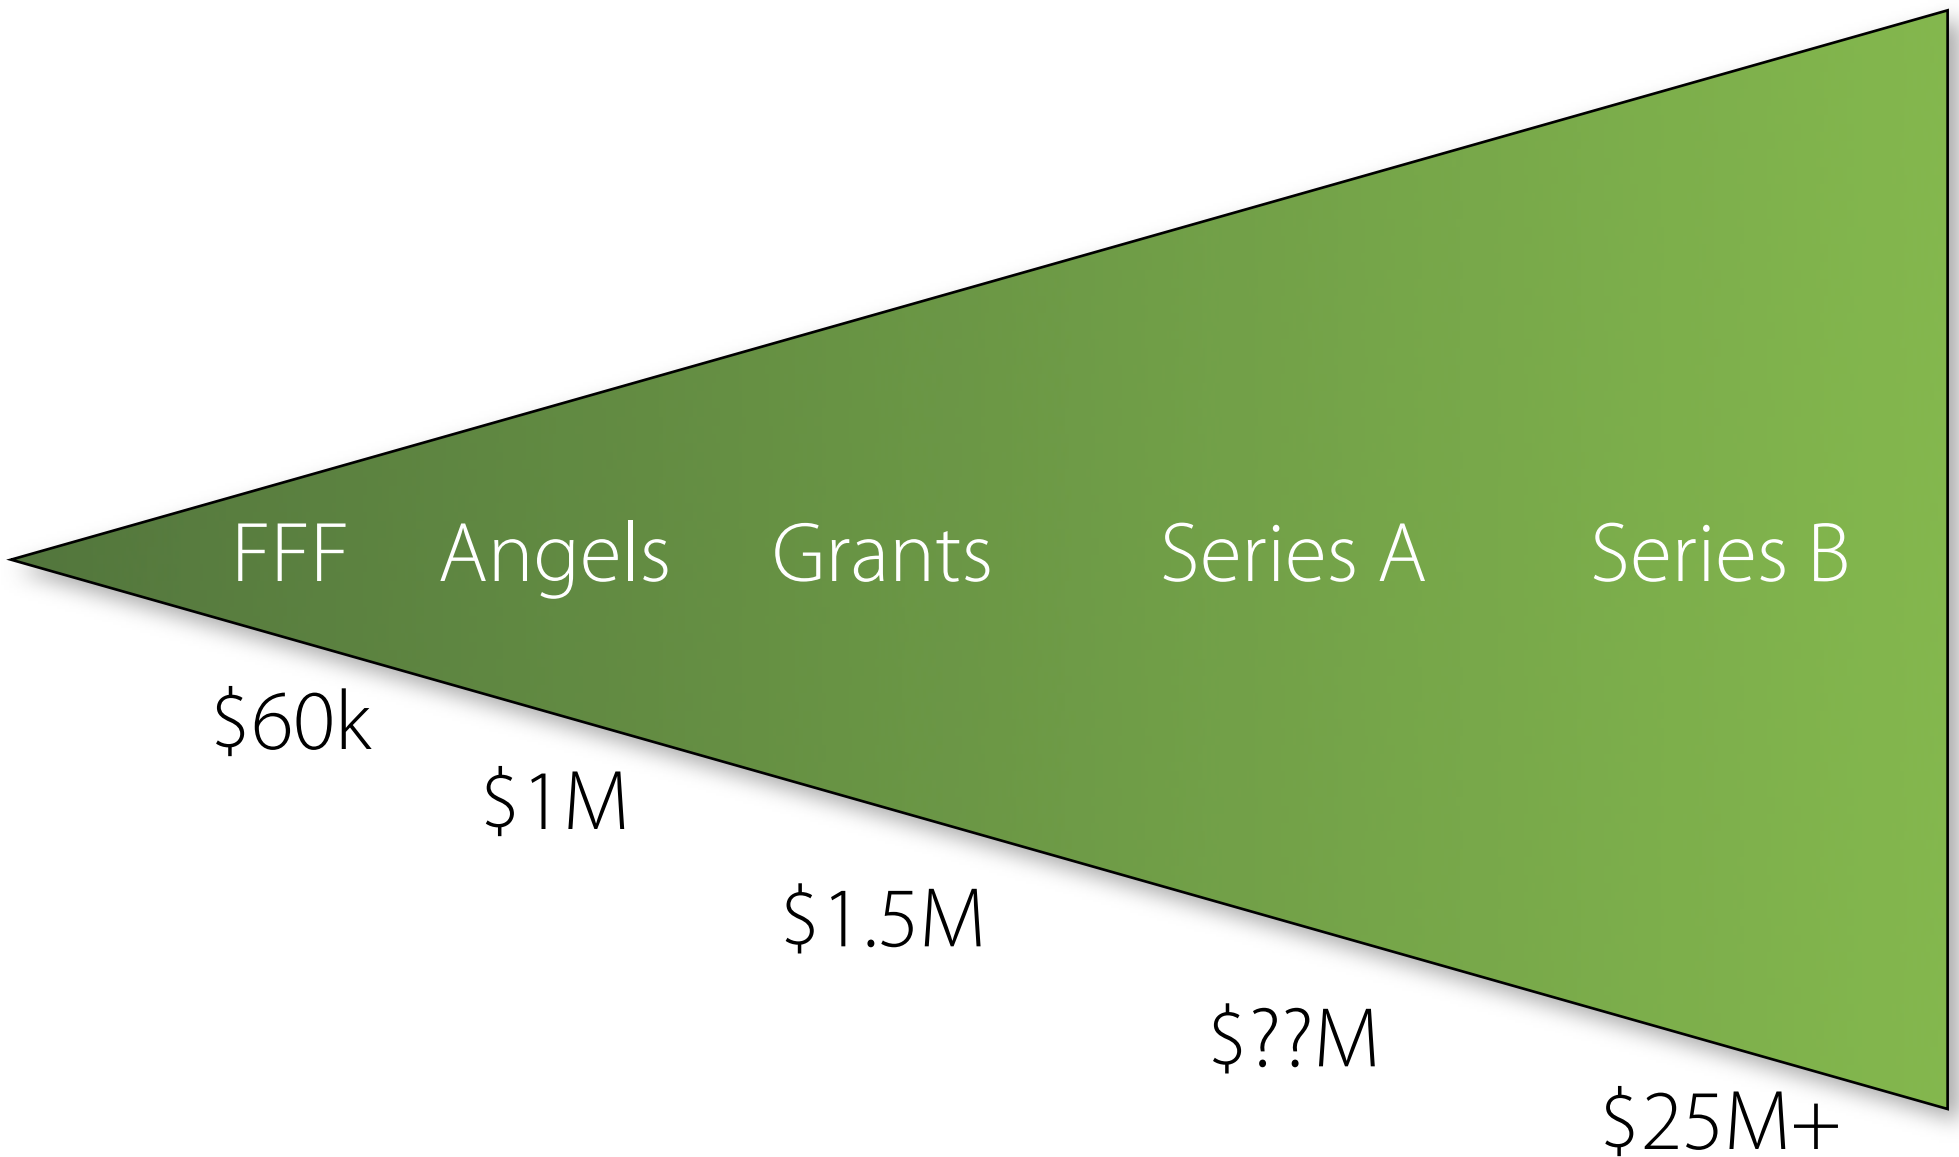 FFF Angels Grants Series A Series B
$60k
$1M
$1.5M
$??M
$25M+